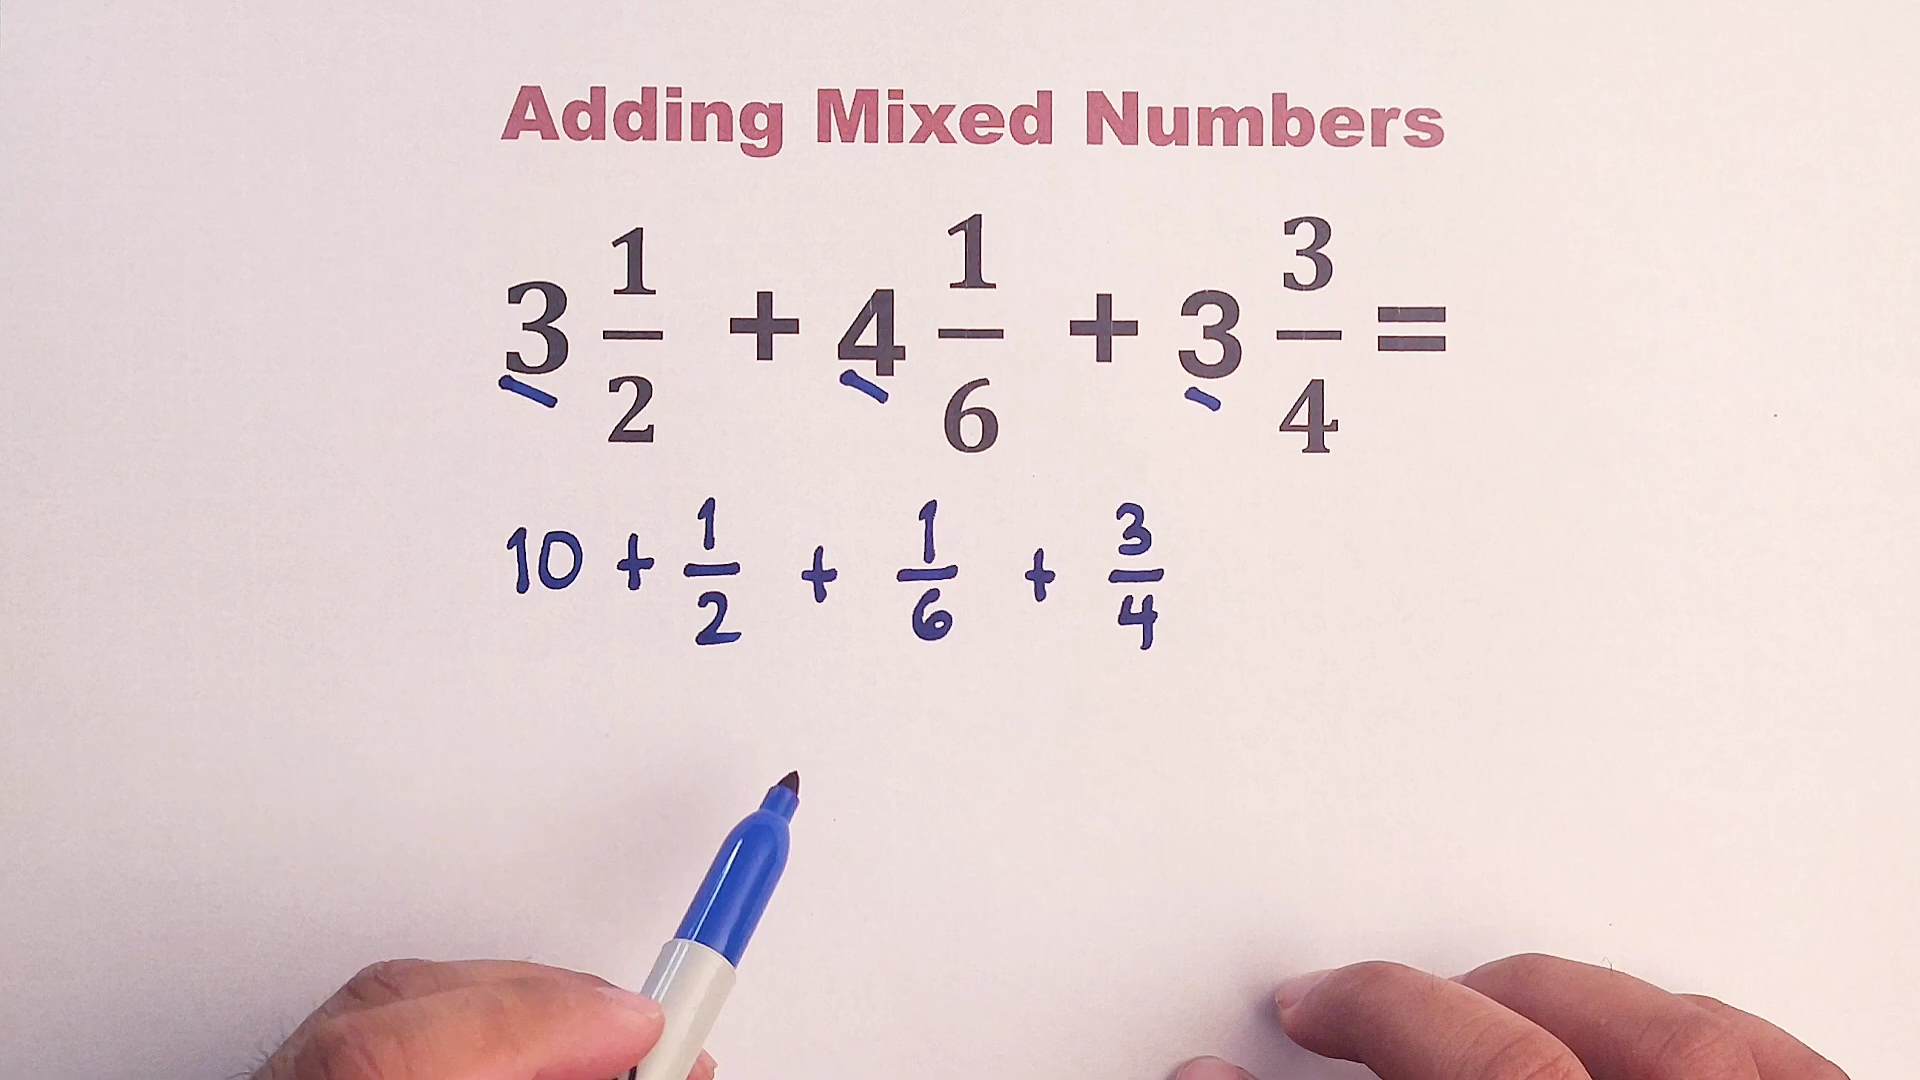 Adding Mixed Numbers
3 1/2 + 4 1/6 + 3 3/4 =
10 + 1/2 + 1/6 + 3/4